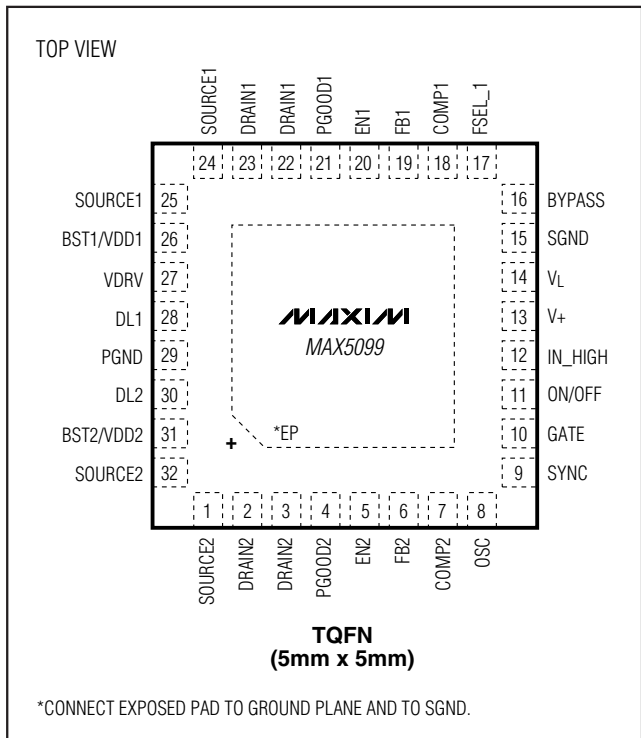 TOP VIEW
SOURCE1
DRAIN1
DRAIN1
PGOOD1
EN1
FB1
COMP1
FSEL_1
24 23 22 21 20 19 18 17
SOURCE1 25 16 BYPASS
BST1/VDD1 26 15 SGND
VDRV 27 14 VL
DL1 28 13 V+
PGND 29 12 IN_HIGH
DL2 30 11 ON/OFF
BST2/VDD2 31 10 GATE
SOURCE2 32 9 SYNC
MAXIM
MAX5099
+
*EP
1 2 3 4 5 6 7 8
SOURCE2
DRAIN2
DRAIN2
PGOOD2
EN2
FB2
COMP2
OSC
TQFN
(5mm x 5mm)
*CONNECT EXPOSED PAD TO GROUND PLANE AND TO SGND.